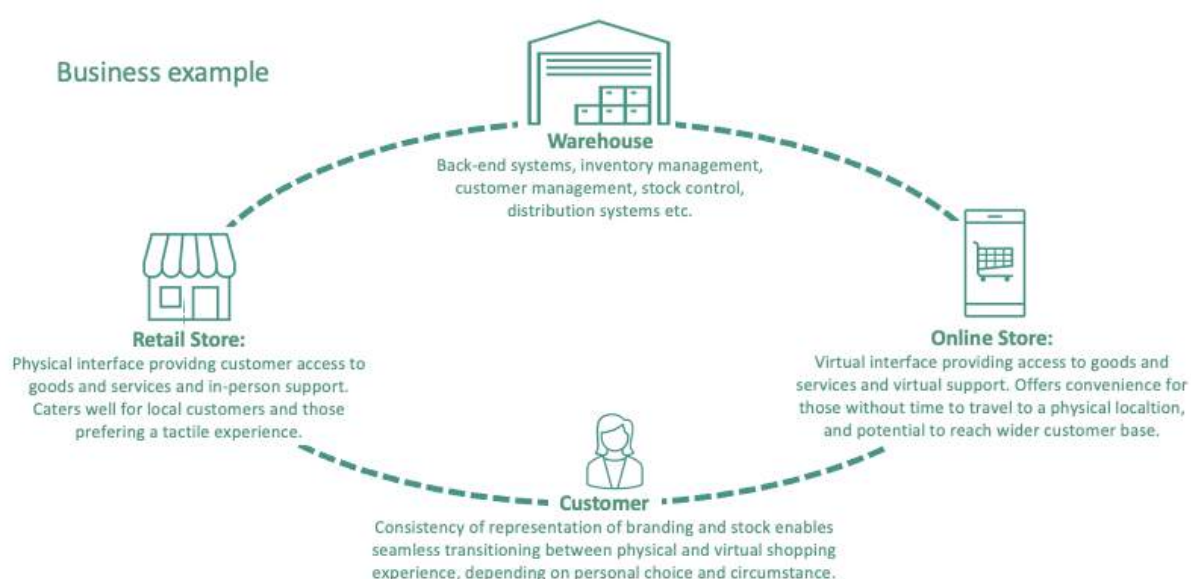 Business example
Warehouse
Back-end systems, inventory management,
customer management, stock control,
distribution systems etc.
Retail Store:
Physical interface providng customer access to
goods and services and in-person support.
Caters well for local customers and those
prefering a tactile experience.
Online Store:
Virtual interface providing access to goods and
services and virtual support. Offers convenience for
those without time to travel to a physical localtion,
and potential to reach wider customer base.
Customer
Consistency of representation of branding and stock enables
seamless transitioning between physical and virtual shopping
experience, depending on personal choice and circumstance.